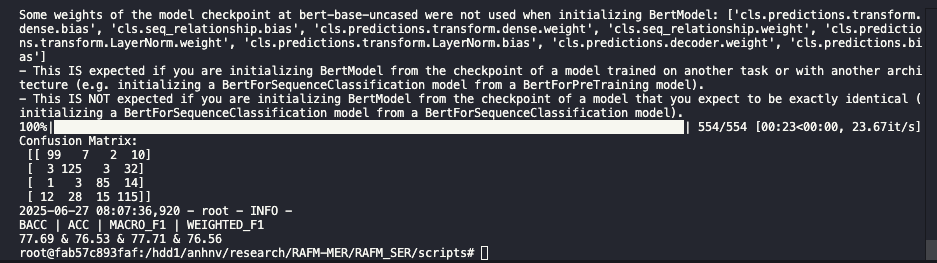 Some weights of the model checkpoint at bert-base-uncased were not used when initializing BertModel: ['cls.predictions.transform.
dense.bias', 'cls.seq_relationship.bias', 'cls.predictions.transform.dense.weight', 'cls.seq_relationship.weight', 'cls.predictio
ns.transform.LayerNorm.weight', 'cls.predictions.transform.LayerNorm.bias', 'cls.predictions.decoder.weight', 'cls.predictions.bi
as']
- This IS expected if you are initializing BertModel from the checkpoint of a model trained on another task or with another archi
tecture (e.g. initializing a BertForSequenceClassification model from a BertForPreTraining model).
- This IS NOT expected if you are initializing BertModel from the checkpoint of a model that you expect to be exactly identical (
initializing a BertForSequenceClassification model from a BertForSequenceClassification model).
100%| | 554/554 [00:23<00:00, 23.67it/s]
Confusion Matrix:
[[ 99   7   2  10]
[  3 125   3  32]
[  1   3  85  14]
[ 12  28  15 115]]
2025-06-27 08:07:36,920 - root - INFO -
BACC | ACC | MACRO_F1 | WEIGHTED_F1
77.69 & 76.53 & 77.71 & 76.56
root@fab57c893faf:/hdd1/anhnv/research/RAFM-MER/RAFM_SER/scripts#